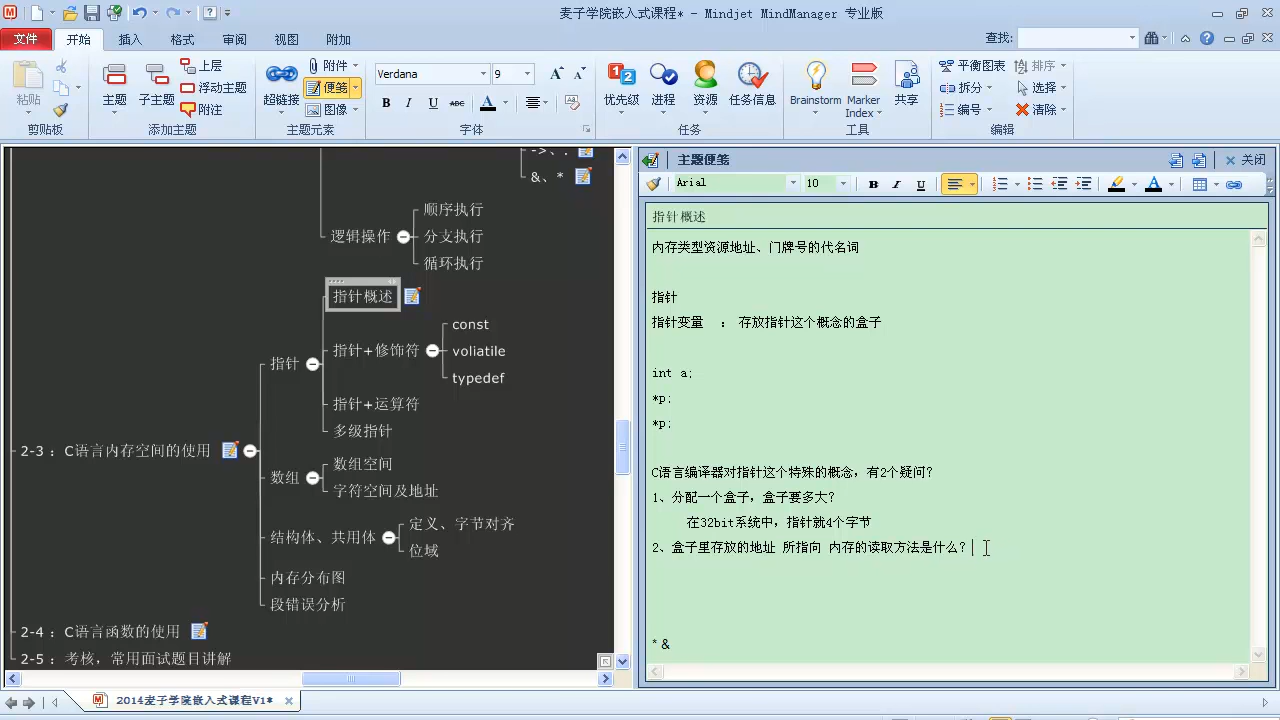 麦子学院嵌入式课程* - Mindjet MindManager 专业版
文件
开始
插入
格式
审阅
视图
附加
查找:
粘贴
剪贴板
主题
子主题
上层
浮动主题
附注
添加主题
超链接
附件
便笺
图像
主题元素
Verdana
9
B I U ABC A
字体
优先级
进程
资源
任务信息
任务
Brainstorm
Marker
Index
共享
工具
平衡图表
拆分
编号
排序
选择
清除
编辑
->、.
&、*
逻辑操作
顺序执行
分支执行
循环执行
指针概述
指针
指针+修饰符
const
voliatile
typedef
指针+运算符
多级指针
2-3 : C语言内存空间的使用
数组
数组空间
字符空间及地址
结构体、共用体
定义、字节对齐
位域
内存分布图
段错误分析
2-4 : C语言函数的使用
2-5 : 考核，常用面试题目讲解
2014麦子学院嵌入式课程V1*
主题便笺
关闭
Arial
10
B I U
A
指针概述
内存类型资源地址、门牌号的代名词
指针
指针变量 : 存放指针这个概念的盒子
int a;
*p;
*p;
C语言编译器对指针这个特殊的概念，有2个疑问？
1、分配一个盒子，盒子要多大？
在32bit系统中，指针就4个字节
2、盒子里存放的地址 所指向 内存的读取方法是什么？
* &